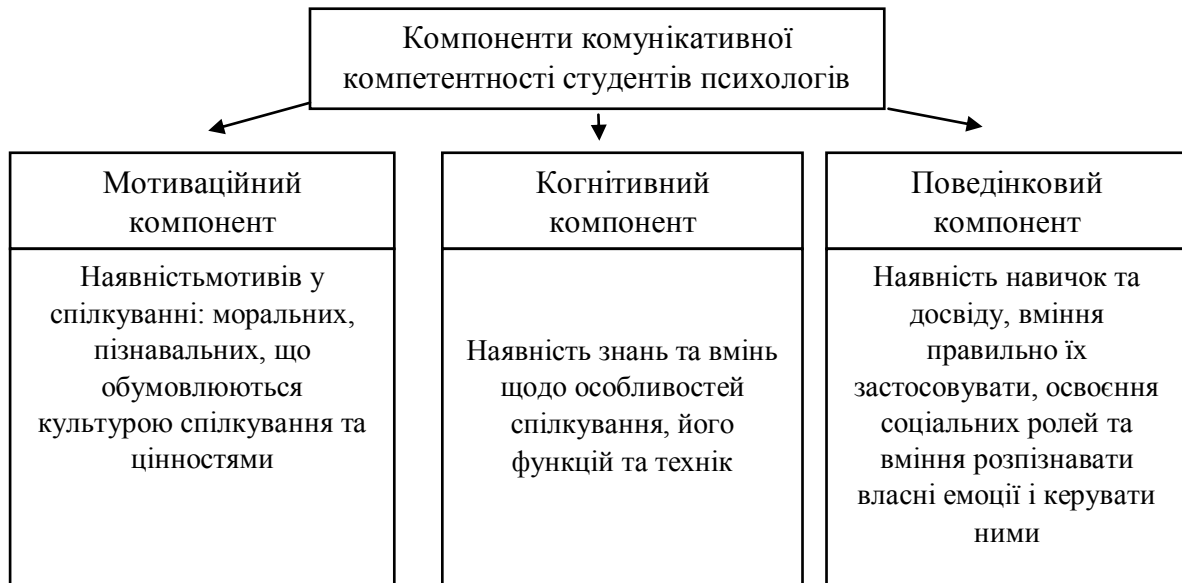 Компоненти комунікативної
компетентності студентів психологів
Мотиваційний
компонент
Наявністьмотивів у
спілкуванні: моральних,
пізнавальних, що
обумовлюються
культурою спілкування та
цінностями
Когнітивний
компонент
Наявність знань та вмінь
щодо особливостей
спілкування, його
функцій та технік
Поведінковий
компонент
Наявність навичок та
досвіду, вміння
правильно їх
застосовувати, освоєння
соціальних ролей та
вміння розпізнавати
власні емоції і керувати
ними